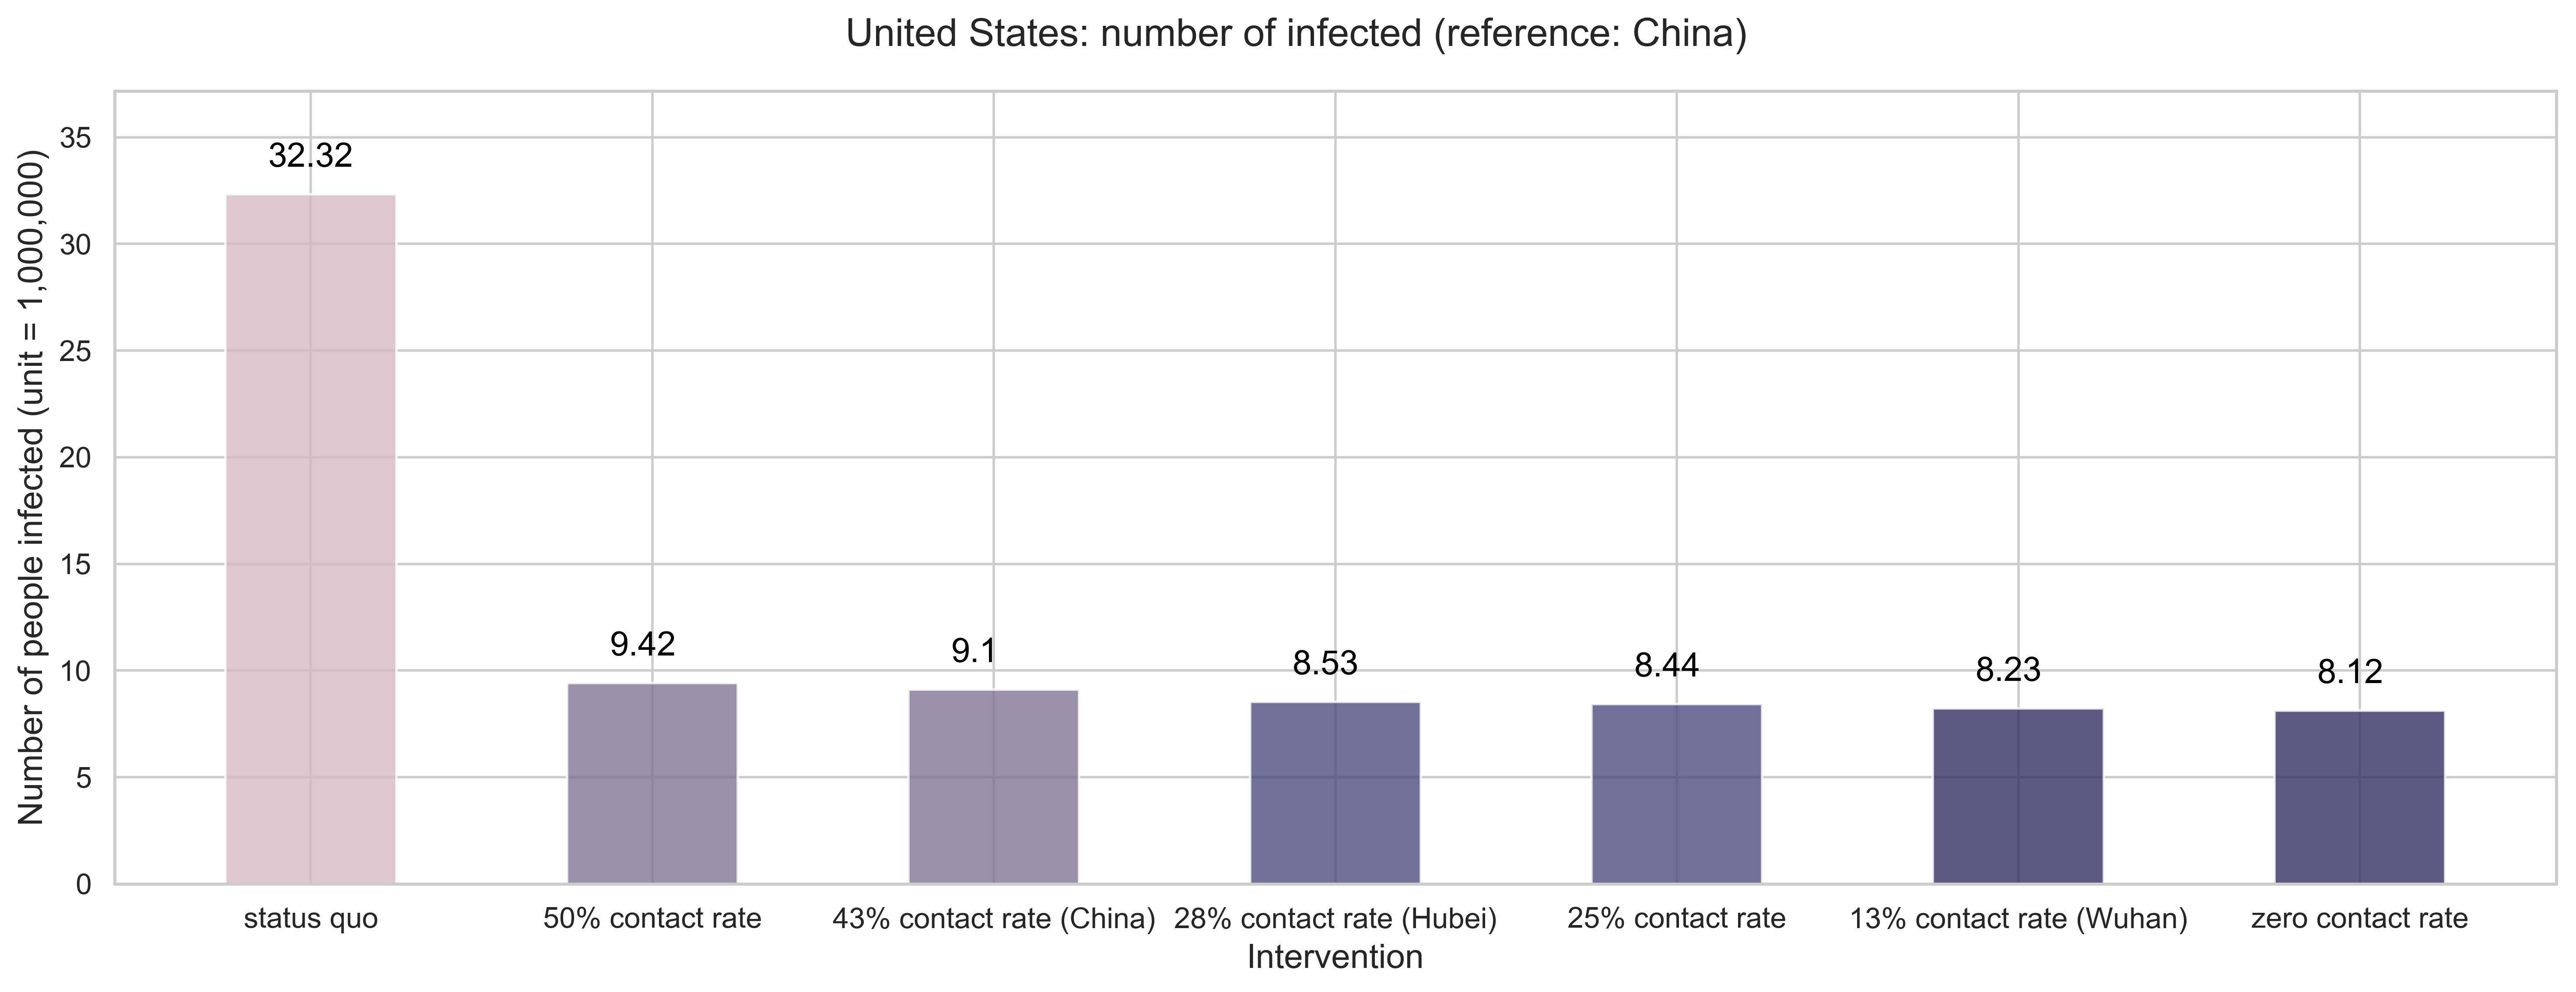 United States: number of infected (reference: China)
Number of people infected (unit = 1,000,000)
35
30
25
20
15
10
5
0
32.32
9.42
9.1
8.53
8.44
8.23
8.12
status quo
50% contact rate
43% contact rate (China)
28% contact rate (Hubei)
25% contact rate
13% contact rate (Wuhan)
zero contact rate
Intervention